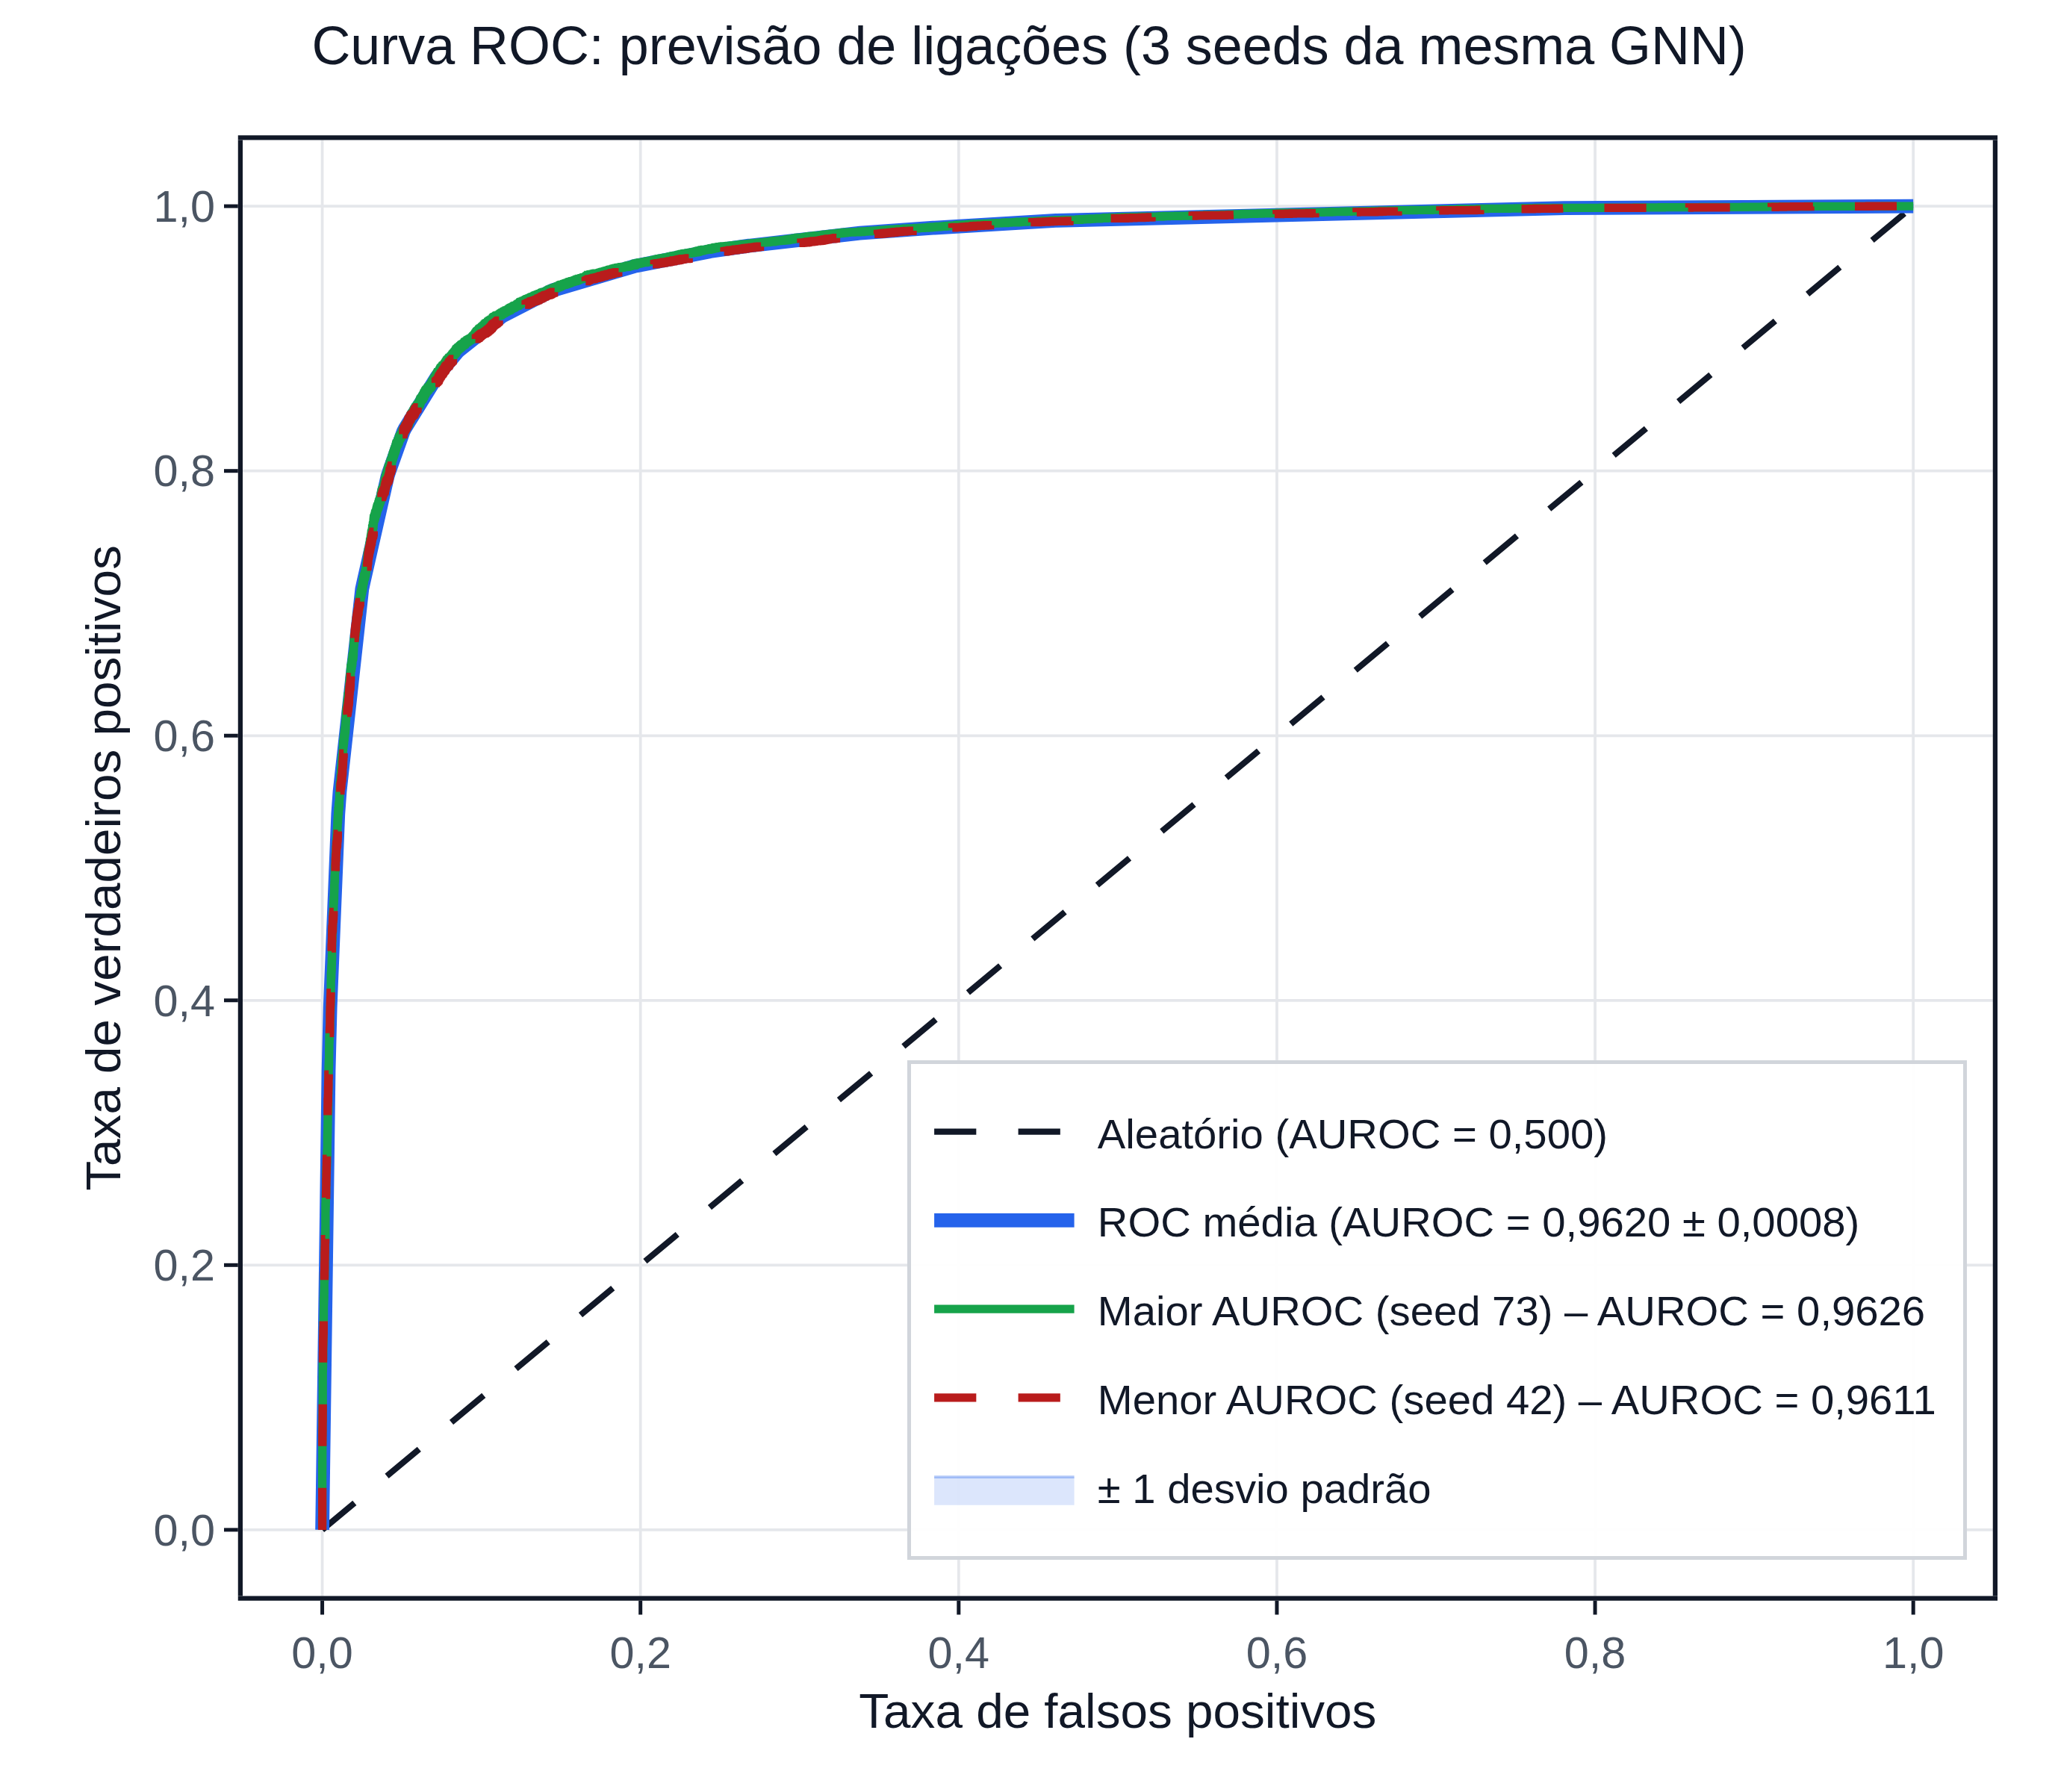 Curva ROC: previsão de ligações (3 seeds da mesma GNN)
Taxa de verdadeiros positivos
1,0
0,8
0,6
0,4
0,2
0,0
Aleatório (AUROC = 0,500)
ROC média (AUROC = 0,9620 ± 0,0008)
Maior AUROC (seed 73) – AUROC = 0,9626
Menor AUROC (seed 42) – AUROC = 0,9611
± 1 desvio padrão
0,0 0,2 0,4 0,6 0,8 1,0
Taxa de falsos positivos